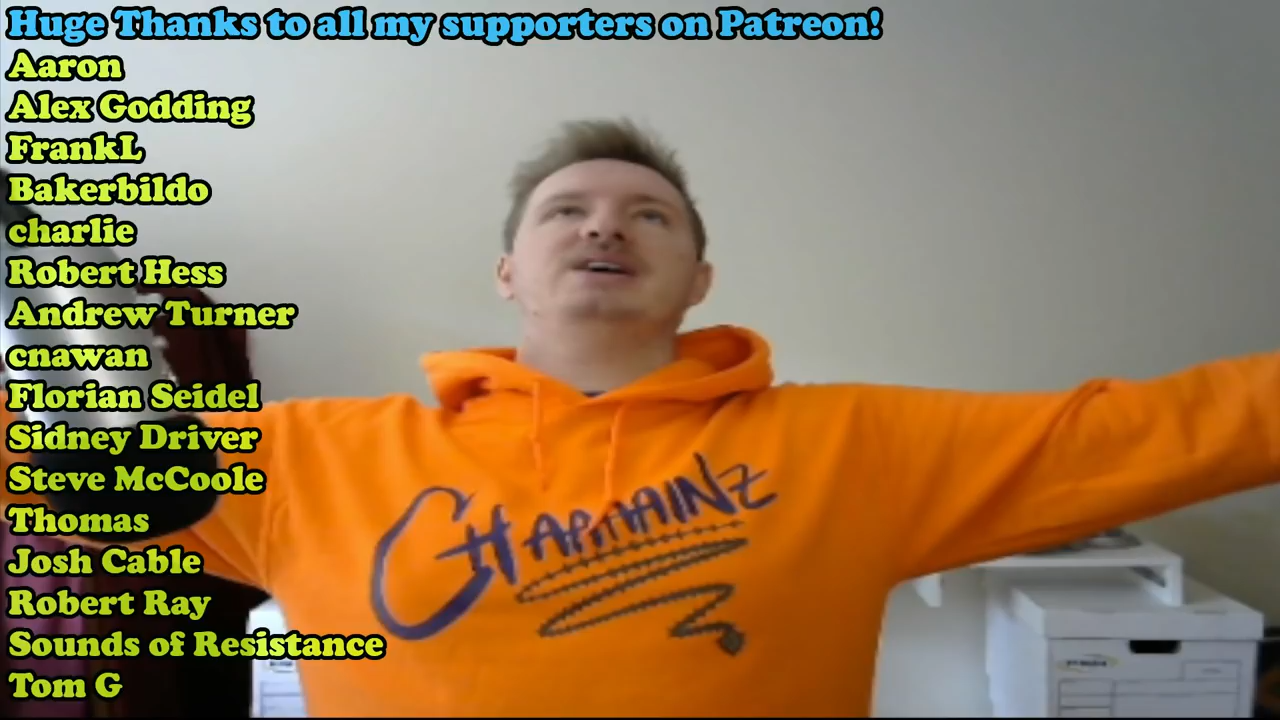 Huge Thanks to all my supporters on Patreon!
Aaron
Alex Godding
FrankL
Bakerbildo
charlie
Robert Hess
Andrew Turner
cnawan
Florian Seidel
Sidney Driver
Steve McCoole
Thomas
Josh Cable
Robert Ray
Sounds of Resistance
Tom G